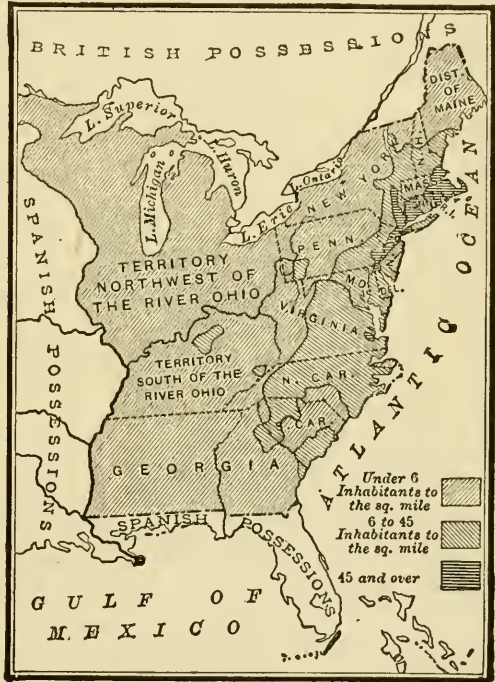 BRITISH POSSESSIO S
DIST.
OF
MAINE
L. Superior
Huron
L. Michigan
L. Ontario
NEW YORK
N H
MAS
L. Erie
PENN.
TERRITORY
NORTHWEST OF
THE RIVER OHIO
MD.
DEL.
VIRGINIA
TERRITORY
SOUTH OF THE
RIVER OHIO
N. CAR.
S. CAR.
GEORGIA
SPANISH POSSESSIONS
SPANISH POSSESSIONS
ATLANTIC OCEAN
GULF OF
MEXICO
Under 6
Inhabitants to
the sq. mile
6 to 45
Inhabitants to
the sq. mile
45 and over